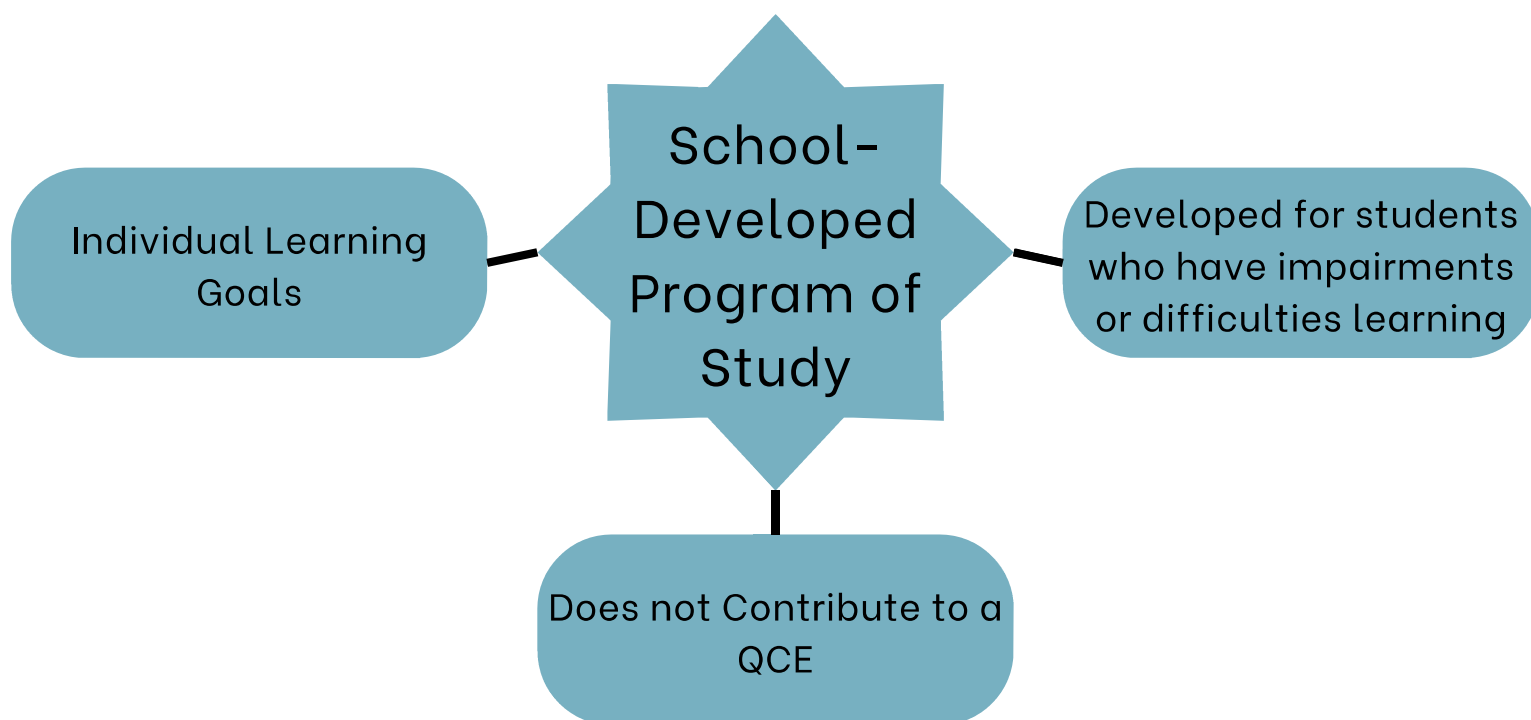 School-
Developed
Program of
Study
Individual Learning
Goals
Developed for students
who have impairments
or difficulties learning
Does not Contribute to a
QCE